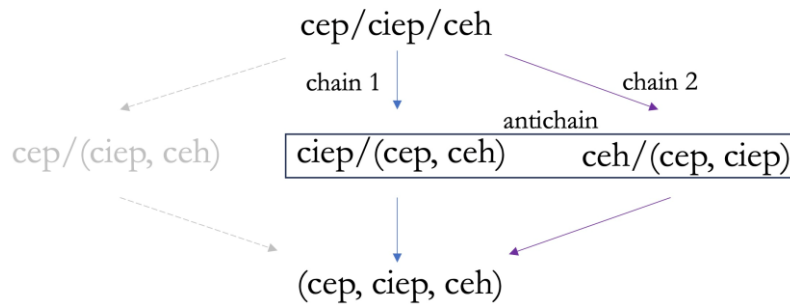 cep/ciep/ceh
chain 1
chain 2
antichain
cep/(ciep, ceh)
ciep/(cep, ceh)
ceh/(cep, ciep)
(cep, ciep, ceh)